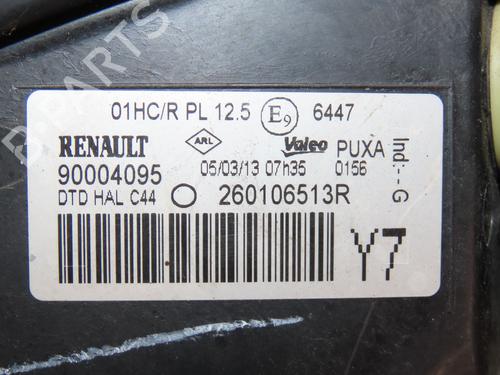 01HC/R PL 12.5 E9 6447
RENAULT ARL Valeo PUXA
90004095 05/03/13 07h35 0156
DTD HAL C44 260106513R
Ind:--G
Y7
B-PARTS